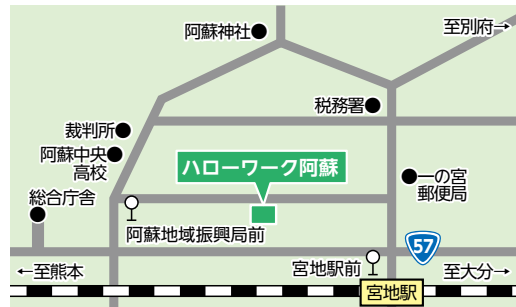 阿蘇神社
至別府→
税務署
裁判所
阿蘇中央
高校
ハローワーク阿蘇
一の宮
郵便局
総合庁舎
阿蘇地域振興局前
57
宮地駅前
←至熊本
至大分→
宮地駅